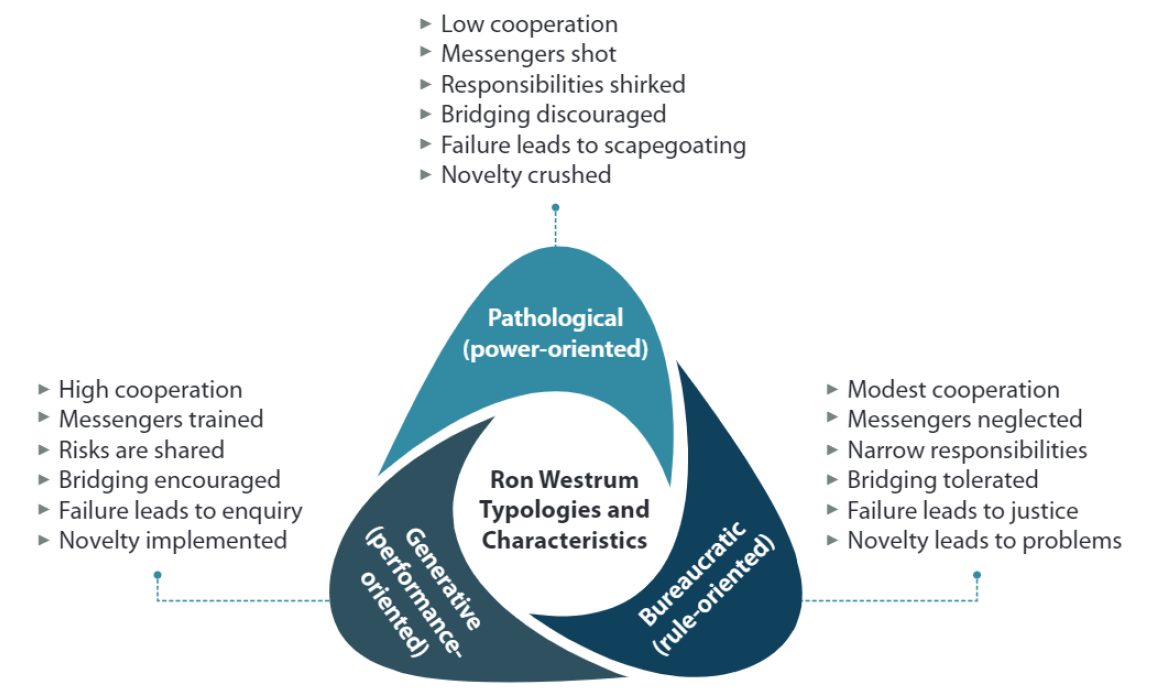 Low cooperation
Messengers shot
Responsibilities shirked
Bridging discouraged
Failure leads to scapegoating
Novelty crushed
Pathological
(power-oriented)
High cooperation
Messengers trained
Risks are shared
Bridging encouraged
Failure leads to enquiry
Novelty implemented
Ron Westrum
Typologies and
Characteristics
Generative
(performance-
oriented)
Bureaucratic
(rule-oriented)
Modest cooperation
Messengers neglected
Narrow responsibilities
Bridging tolerated
Failure leads to justice
Novelty leads to problems